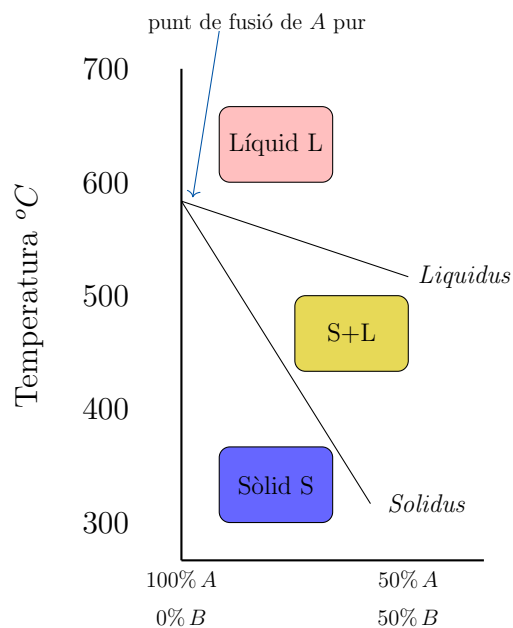 punt de fusió de A pur
700
Líquid L
600
Temperatura ºC
500
Liquidus
S+L
400
Sòlid S
Solidus
300
100% A
50% A
0% B
50% B